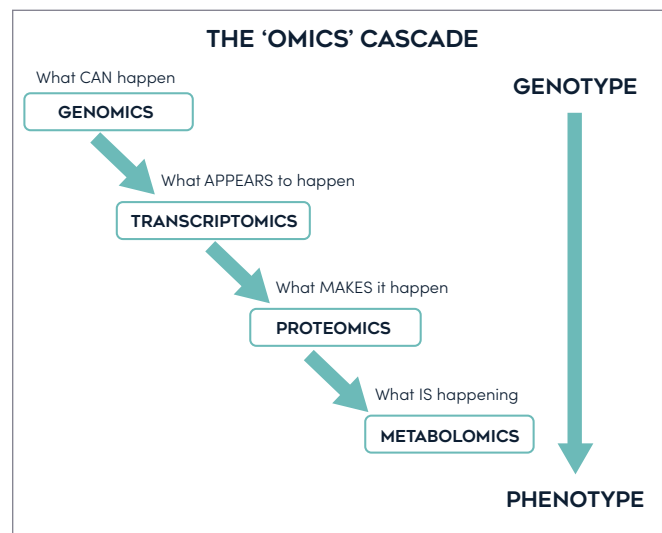 THE ‘OMICS’ CASCADE
What CAN happen
GENOMICS
GENOTYPE
What APPEARS to happen
TRANSCRIPTOMICS
What MAKES it happen
PROTEOMICS
What IS happening
METABOLOMICS
PHENOTYPE